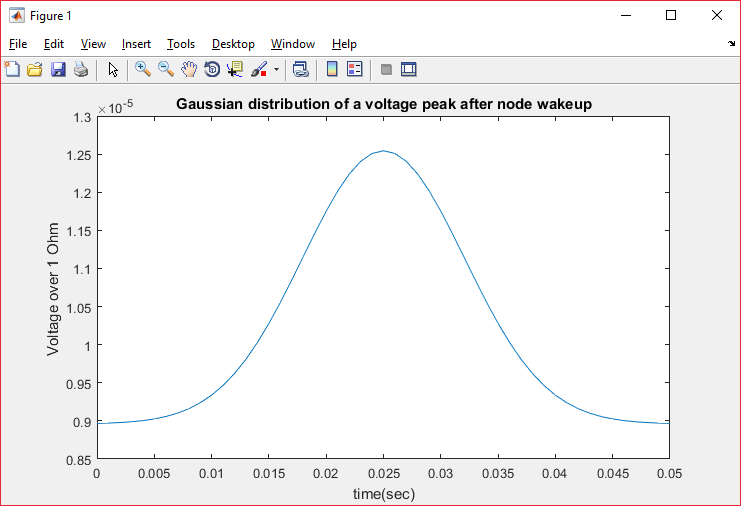 Figure 1
File Edit View Insert Tools Desktop Window Help
Gaussian distribution of a voltage peak after node wakeup
×10-5
1.3
1.25
1.2
1.15
1.1
1.05
1
0.95
0.9
0.85
Voltage over 1 Ohm
0 0.005 0.01 0.015 0.02 0.025 0.03 0.035 0.04 0.045 0.05
time(sec)